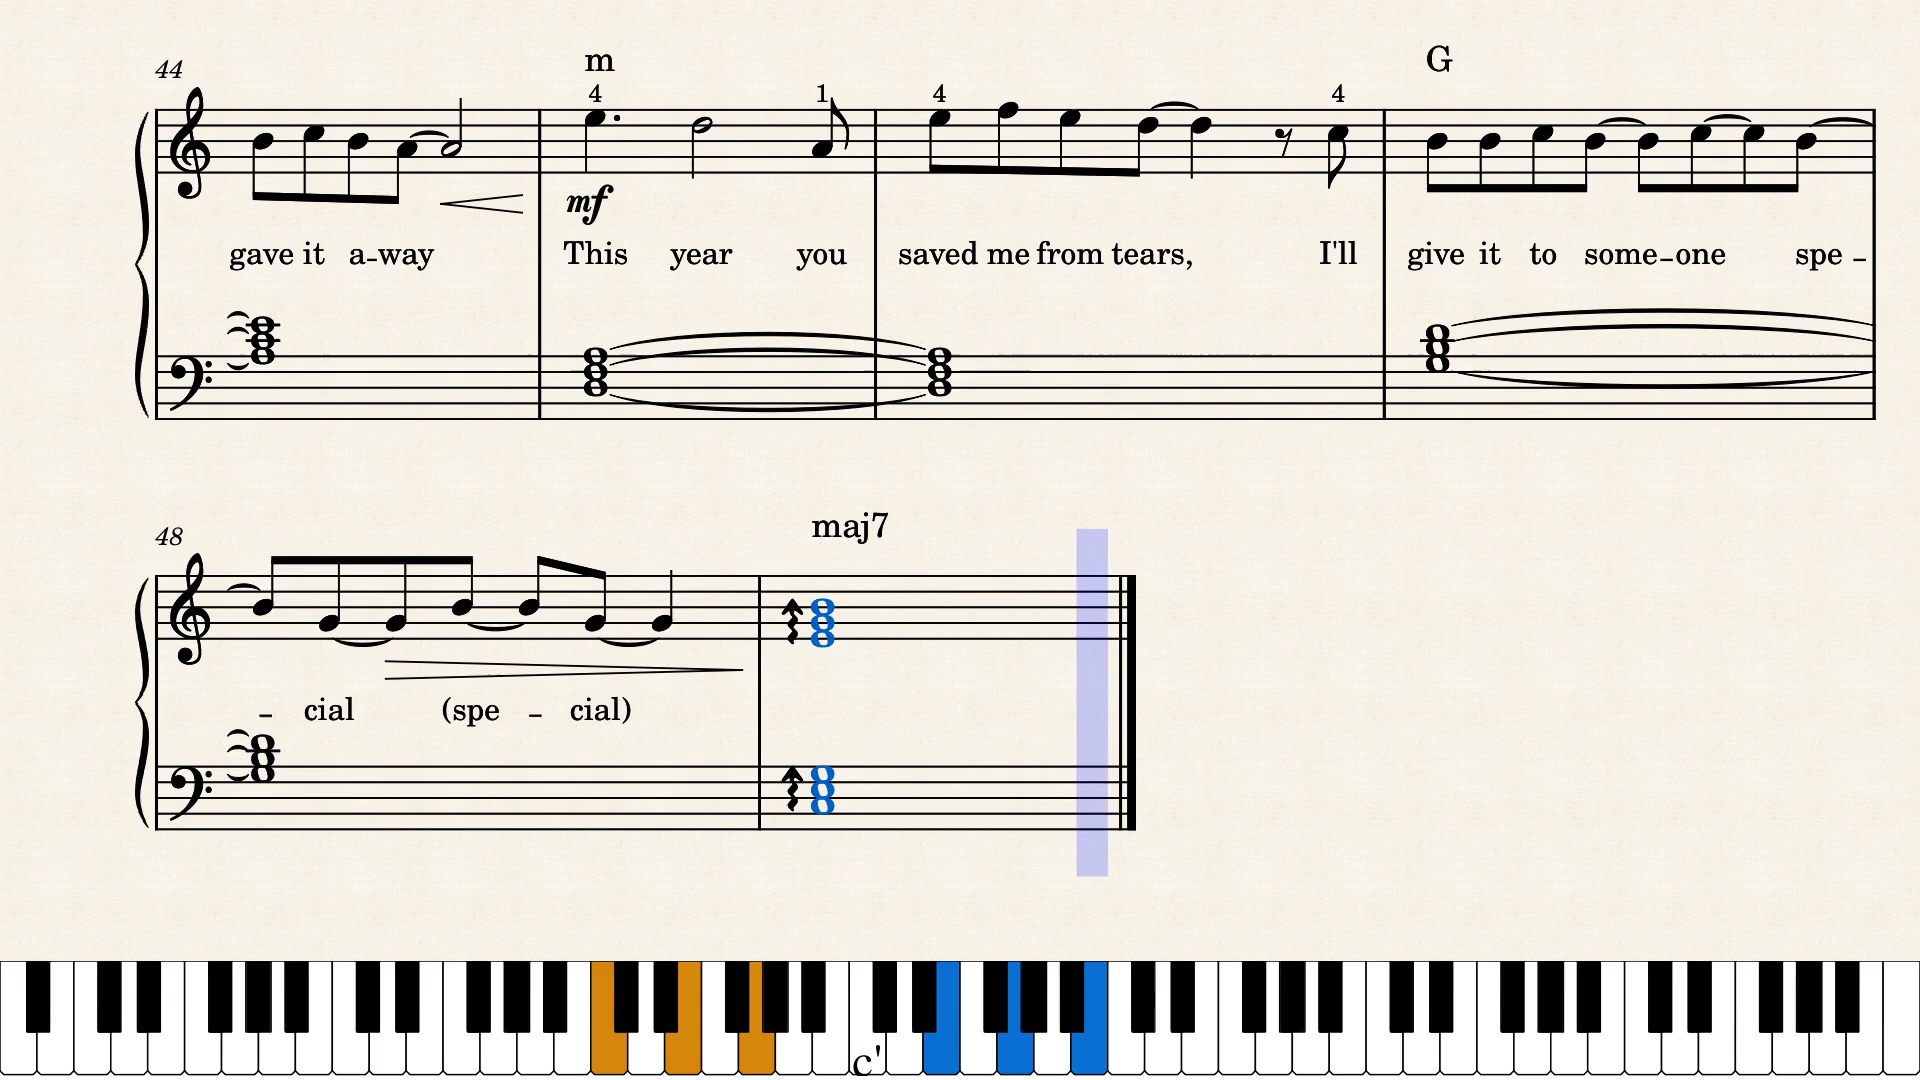 44 m G
4 1 4 4
mf
gave it a-way This year you saved me from tears, I'll give it to some-one spe -
48 maj7
- cial (spe - cial)
c'